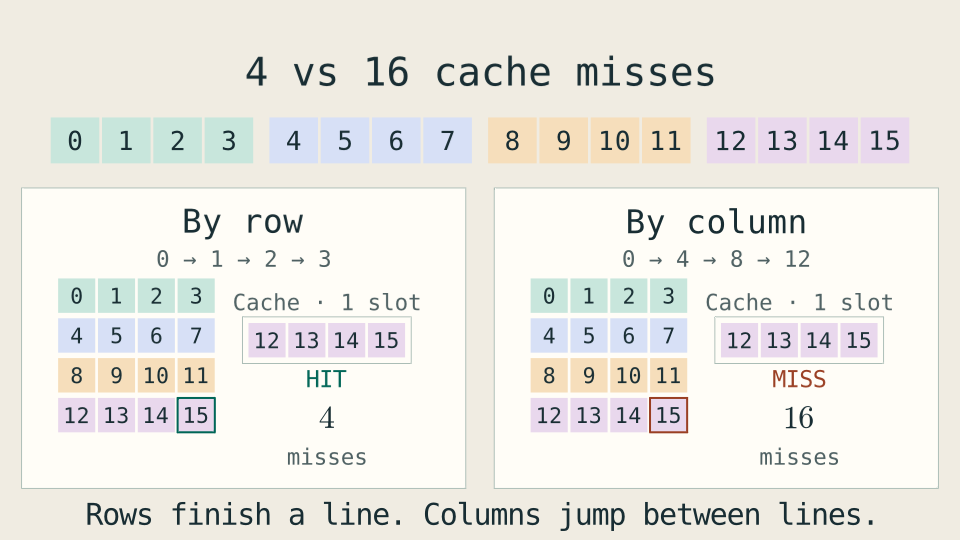 4 vs 16 cache misses
0 1 2 3 4 5 6 7 8 9 10 11 12 13 14 15
By row
0 → 1 → 2 → 3
0 1 2 3
4 5 6 7
8 9 10 11
12 13 14 15
Cache · 1 slot
12 13 14 15
HIT
4
misses
By column
0 → 4 → 8 → 12
0 1 2 3
4 5 6 7
8 9 10 11
12 13 14 15
Cache · 1 slot
12 13 14 15
MISS
16
misses
Rows finish a line. Columns jump between lines.